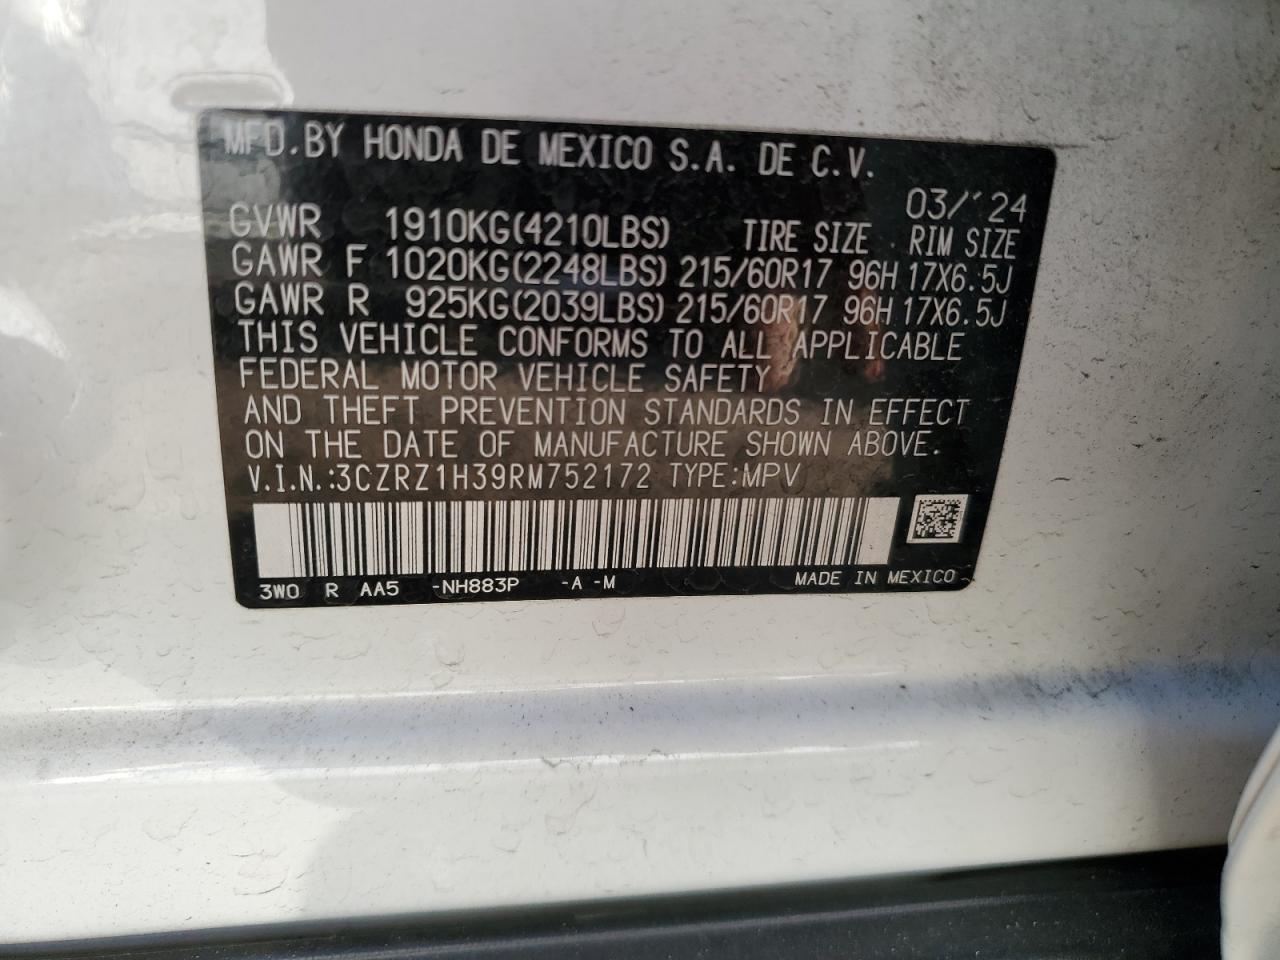 MFD.BY HONDA DE MEXICO S.A. DE C.V.
03/'24
GVWR 1910KG(4210LBS) TIRE SIZE RIM SIZE
GAWR F 1020KG(2248LBS) 215/60R17 96H 17X6.5J
GAWR R 925KG(2039LBS) 215/60R17 96H 17X6.5J
THIS VEHICLE CONFORMS TO ALL APPLICABLE
FEDERAL MOTOR VEHICLE SAFETY
AND THEFT PREVENTION STANDARDS IN EFFECT
ON THE DATE OF MANUFACTURE SHOWN ABOVE.
V.I.N.:3CZRZ1H39RM752172 TYPE:MPV
3W0 R AA5 -NH883P -A -M MADE IN MEXICO